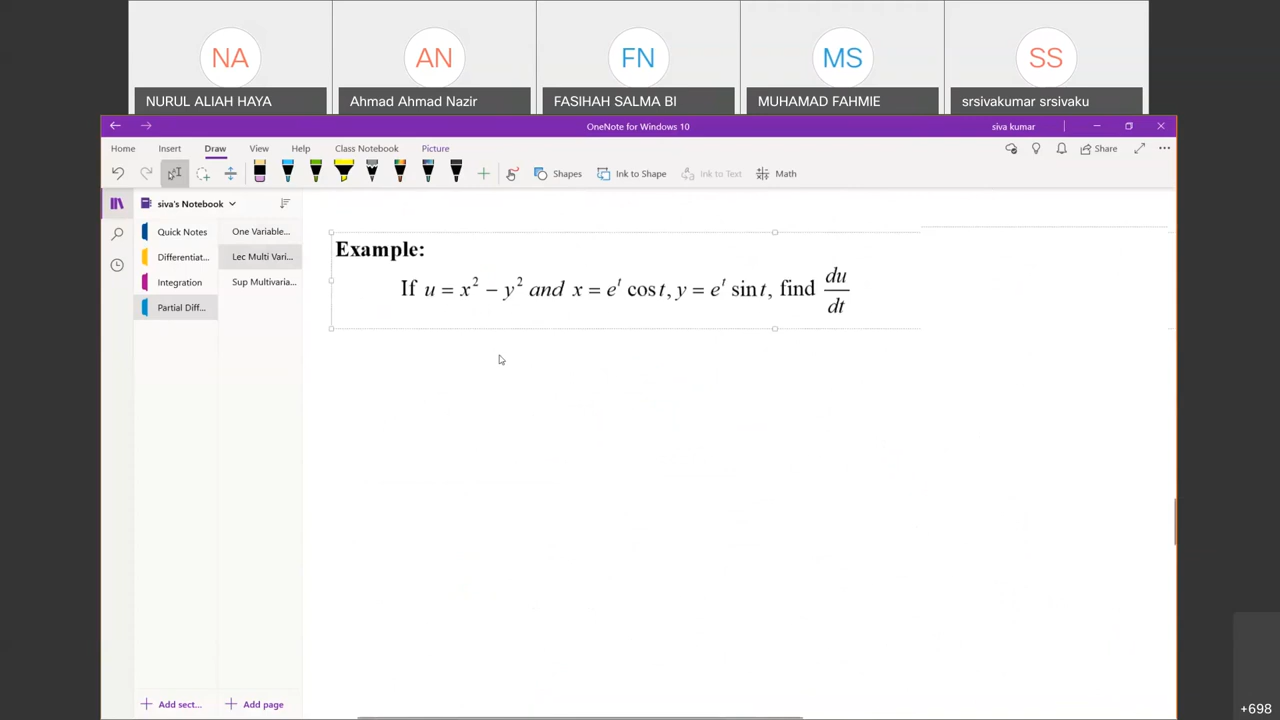 NA AN FN MS SS
NURUL ALIAH HAYA Ahmad Ahmad Nazir FASIHAH SALMA BI MUHAMAD FAHMIE srsivakumar srsivaku
OneNote for Windows 10 siva kumar
Home Insert Draw View Help Class Notebook Picture Share
Shapes Ink to Shape Ink to Text Math
siva's Notebook
Quick Notes One Variable...
Differentiat... Lec Multi Vari...
Integration Sup Multivaria...
Partial Diff...
Example:
If u = x² − y² and x = eᵗ cos t, y = eᵗ sin t, find du/dt
Add sect... Add page
+698